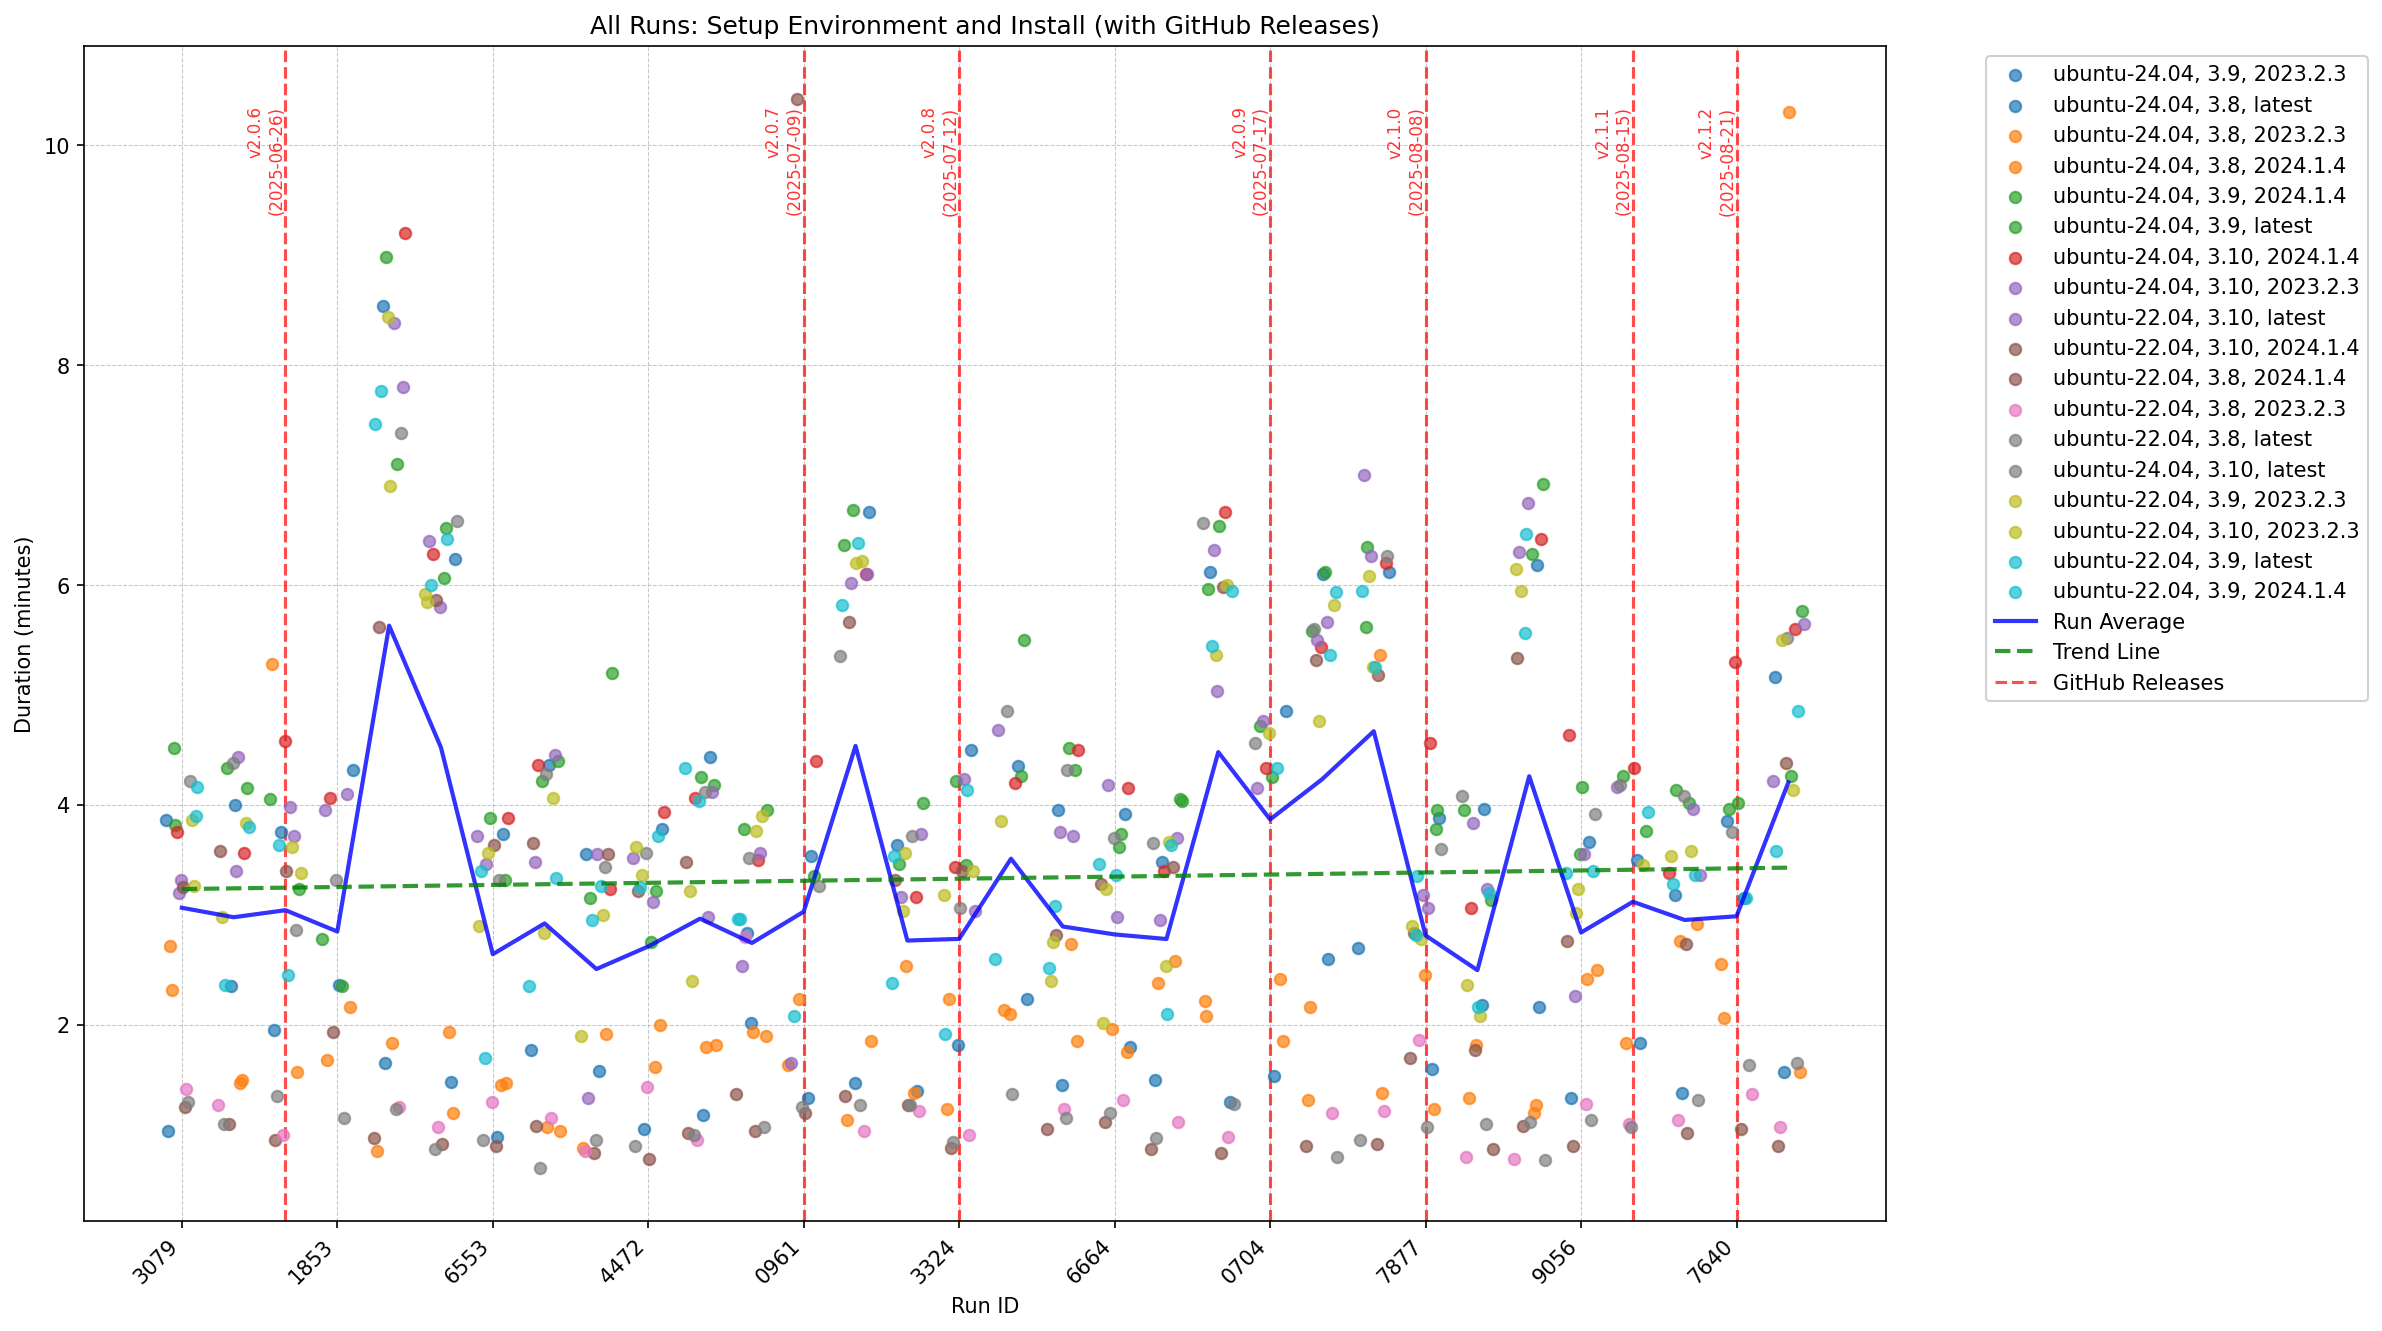 All Runs: Setup Environment and Install (with GitHub Releases)
Duration (minutes)
10
8
6
4
2
v2.0.6
(2025-06-26)
v2.0.7
(2025-07-09)
v2.0.8
(2025-07-12)
v2.0.9
(2025-07-17)
v2.1.0
(2025-08-08)
v2.1.1
(2025-08-15)
v2.1.2
(2025-08-21)
3079
1853
6553
4472
0961
3324
6664
0704
7877
9056
7640
Run ID
ubuntu-24.04, 3.9, 2023.2.3
ubuntu-24.04, 3.8, latest
ubuntu-24.04, 3.8, 2023.2.3
ubuntu-24.04, 3.8, 2024.1.4
ubuntu-24.04, 3.9, 2024.1.4
ubuntu-24.04, 3.9, latest
ubuntu-24.04, 3.10, 2024.1.4
ubuntu-24.04, 3.10, 2023.2.3
ubuntu-22.04, 3.10, latest
ubuntu-22.04, 3.10, 2024.1.4
ubuntu-22.04, 3.8, 2024.1.4
ubuntu-22.04, 3.8, 2023.2.3
ubuntu-22.04, 3.8, latest
ubuntu-24.04, 3.10, latest
ubuntu-22.04, 3.9, 2023.2.3
ubuntu-22.04, 3.10, 2023.2.3
ubuntu-22.04, 3.9, latest
ubuntu-22.04, 3.9, 2024.1.4
Run Average
Trend Line
GitHub Releases